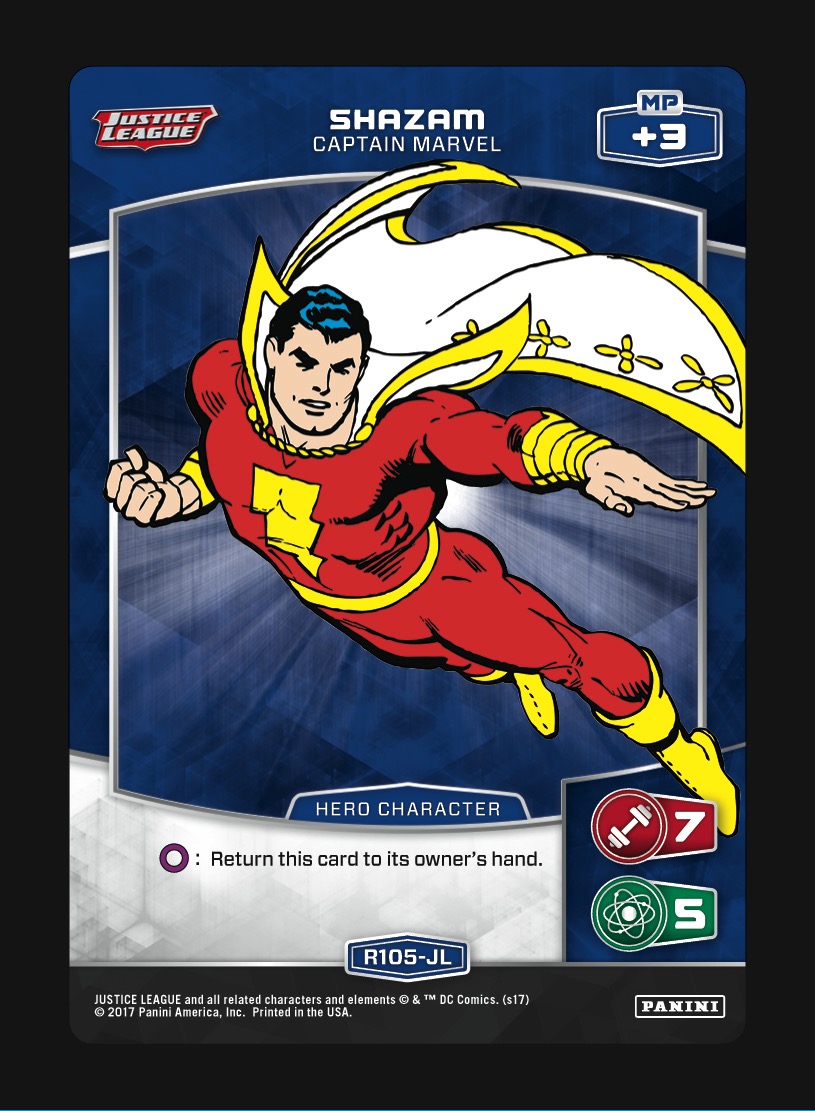 JUSTICE
LEAGUE
SHAZAM
CAPTAIN MARVEL
MP
+3
HERO CHARACTER
: Return this card to its owner's hand.
7
5
R105-JL
JUSTICE LEAGUE and all related characters and elements © & ™ DC Comics. (s17)
© 2017 Panini America, Inc. Printed in the USA.
PANINI